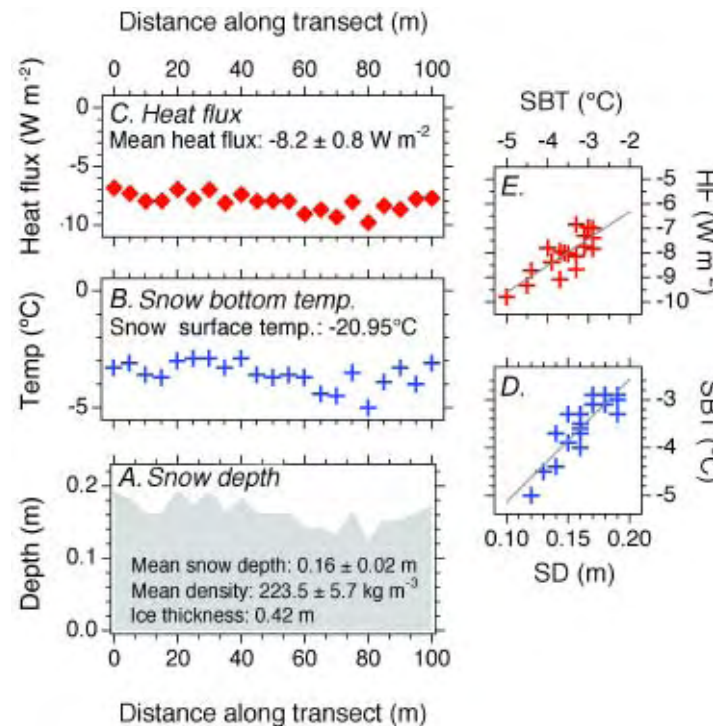 Distance along transect (m)
0 20 40 60 80 100
Heat flux (W m-2)
0
-5
-10
C. Heat flux
Mean heat flux: -8.2 ± 0.8 W m-2
Temp (°C)
0
-5
B. Snow bottom temp.
Snow surface temp.: -20.95°C
Depth (m)
0.2
0.1
0.0
A. Snow depth
Mean snow depth: 0.16 ± 0.02 m
Mean density: 223.5 ± 5.7 kg m-3
Ice thickness: 0.42 m
0 20 40 60 80 100
Distance along transect (m)
SBT (°C)
-5 -4 -3 -2
E.
-5
-6
-7
-8
-9
-10
HF (W m-2)
D.
-3
-4
-5
SBT (°C)
0.10 0.15 0.20
SD (m)